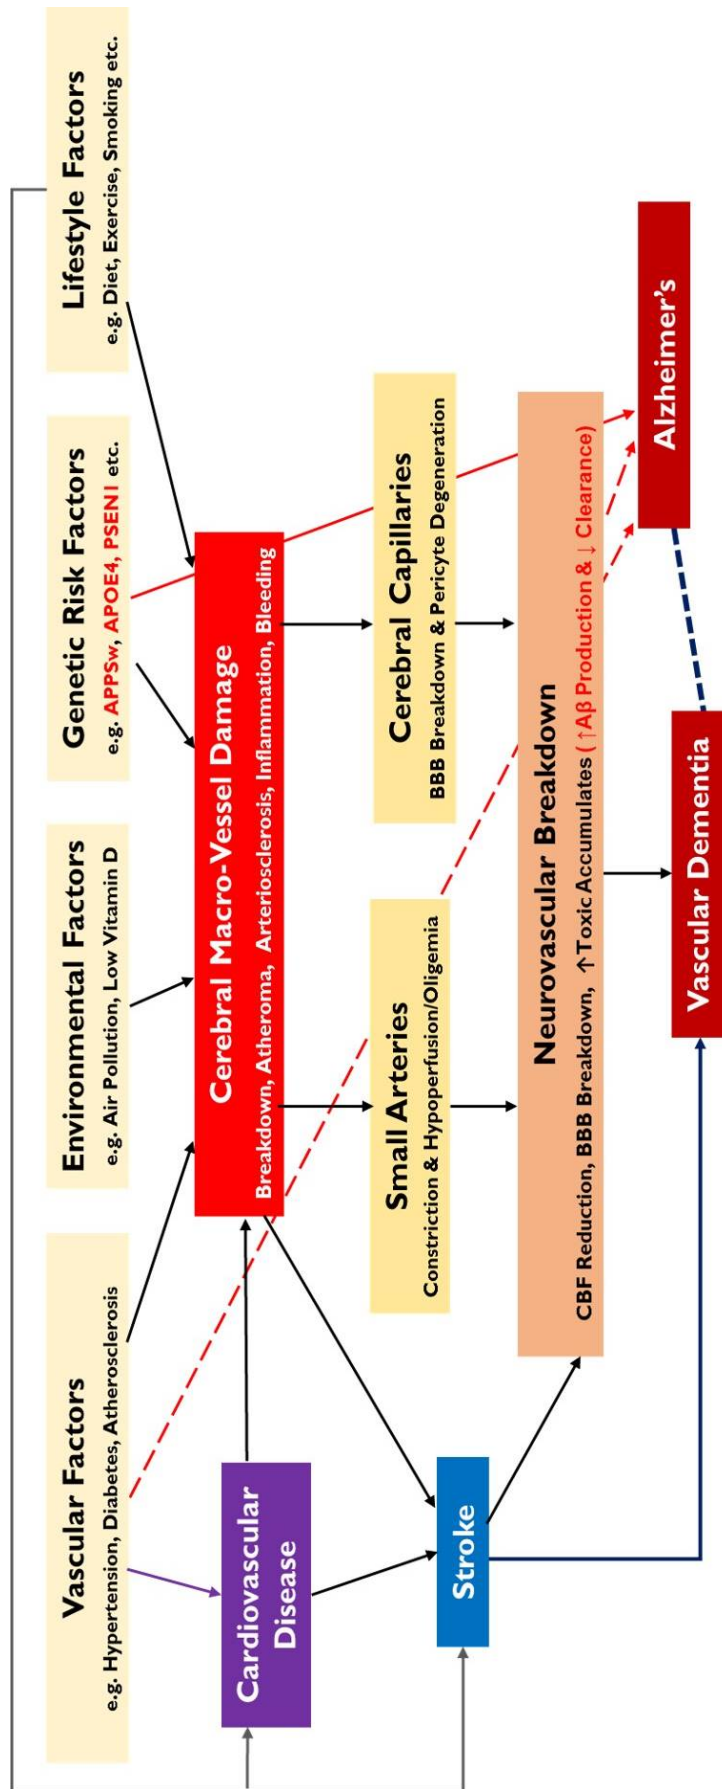 Vascular Factors
e.g. Hypertension, Diabetes, Atherosclerosis
Environmental Factors
e.g. Air Pollution, Low Vitamin D
Genetic Risk Factors
e.g. APPSw, APOE4, PSEN1 etc.
Lifestyle Factors
e.g. Diet, Exercise, Smoking etc.
Cardiovascular
Disease
Cerebral Macro-Vessel Damage
Breakdown, Atheroma, Arteriosclerosis, Inflammation, Bleeding
Small Arteries
Constriction & Hypoperfusion/Oligemia
Cerebral Capillaries
BBB Breakdown & Pericyte Degeneration
Stroke
Neurovascular Breakdown
CBF Reduction, BBB Breakdown, ↑Toxic Accumulates (↑Aβ Production & ↓ Clearance)
Vascular Dementia
Alzheimer's